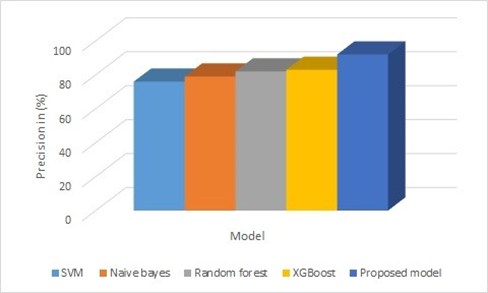 Precision in (%)
100
80
60
40
20
0
Model
SVM Naive bayes Random forest XGBoost Proposed model